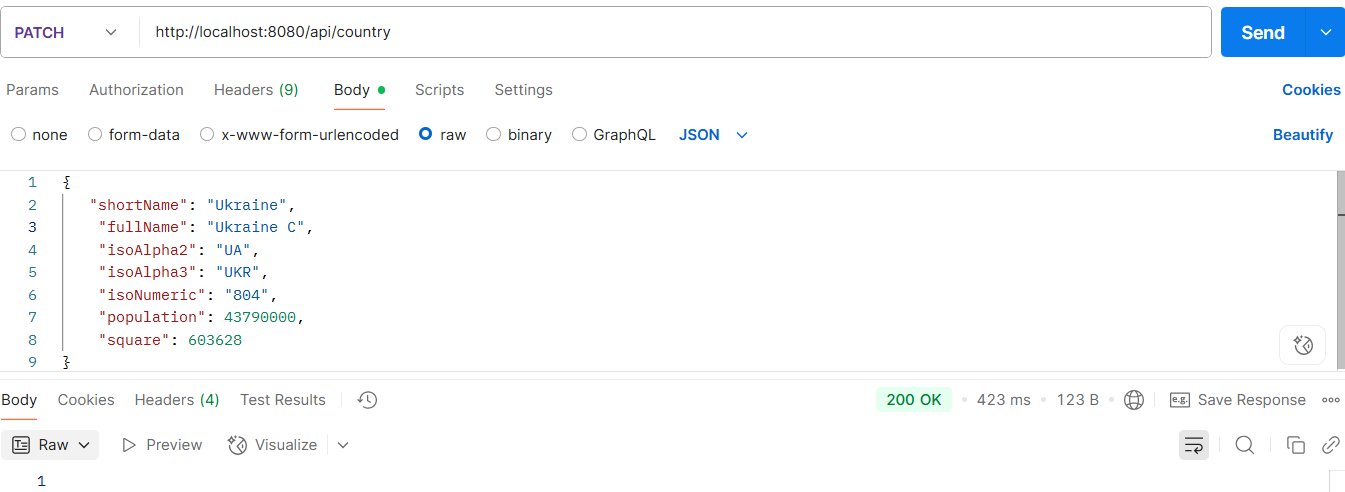 PATCH http://localhost:8080/api/country Send
Params Authorization Headers (9) Body Scripts Settings Cookies
none form-data x-www-form-urlencoded raw binary GraphQL JSON Beautify
1 {
2 "shortName": "Ukraine",
3 "fullName": "Ukraine C",
4 "isoAlpha2": "UA",
5 "isoAlpha3": "UKR",
6 "isoNumeric": "804",
7 "population": 43790000,
8 "square": 603628
9 }
Body Cookies Headers (4) Test Results 200 OK • 423 ms • 123 B • e.g. Save Response
Raw Preview Visualize
1